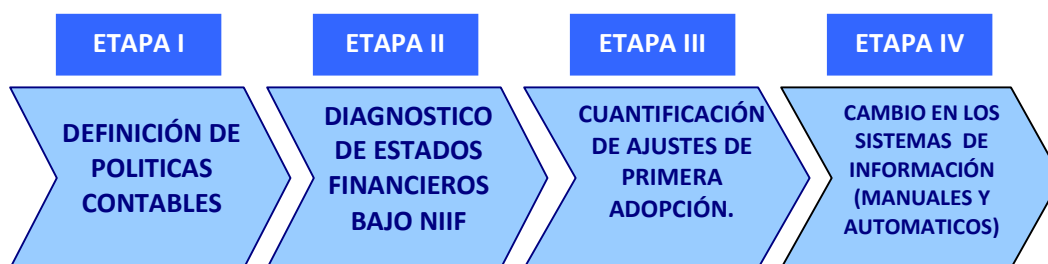 ETAPA I
DEFINICIÓN DE
POLITICAS
CONTABLES
ETAPA II
DIAGNOSTICO
DE ESTADOS
FINANCIEROS
BAJO NIIF
ETAPA III
CUANTIFICACIÓN
DE AJUSTES DE
PRIMERA
ADOPCIÓN.
ETAPA IV
CAMBIO EN LOS
SISTEMAS DE
INFORMACIÓN
(MANUALES Y
AUTOMATICOS)